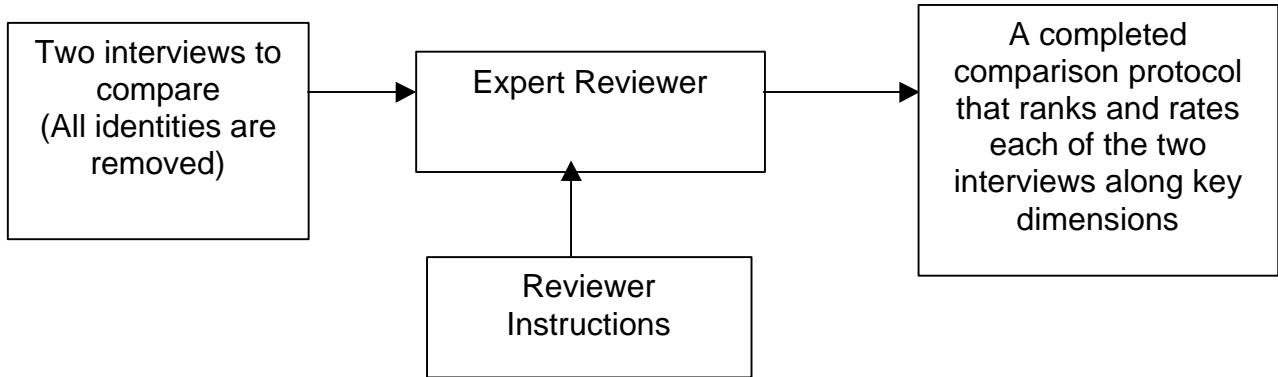 Two interviews to
compare
(All identities are
removed)
Expert Reviewer
A completed
comparison protocol
that ranks and rates
each of the two
interviews along key
dimensions
Reviewer
Instructions